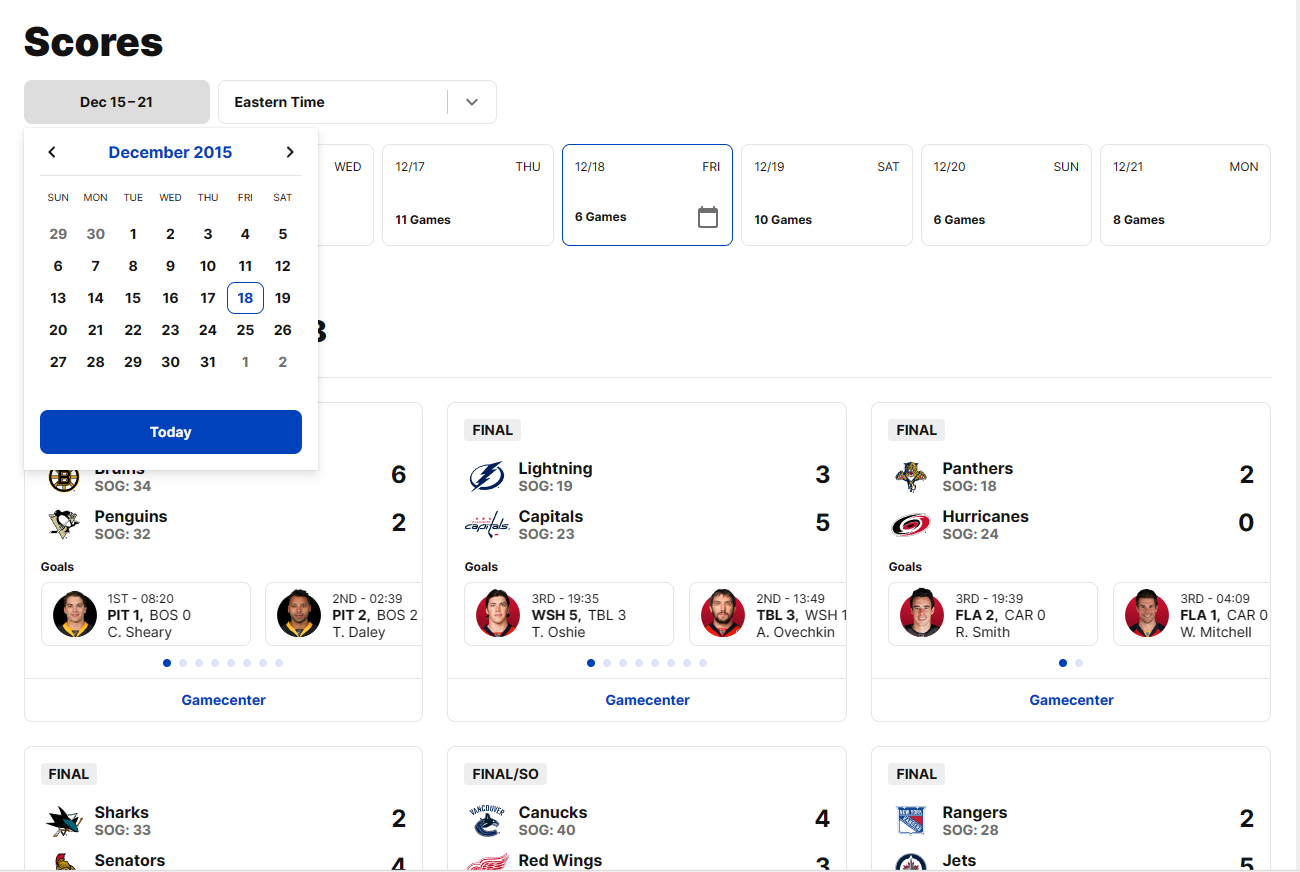 Scores
Dec 15 – 21
Eastern Time
December 2015
SUN MON TUE WED THU FRI SAT
29 30 1 2 3 4 5
6 7 8 9 10 11 12
13 14 15 16 17 18 19
20 21 22 23 24 25 26
27 28 29 30 31 1 2
Today
WED
12/17 THU
11 Games
12/18 FRI
6 Games
12/19 SAT
10 Games
12/20 SUN
6 Games
12/21 MON
8 Games
Bruins 6
SOG: 34
Penguins 2
SOG: 32
Goals
1ST - 08:20
PIT 1, BOS 0
C. Sheary
2ND - 02:39
PIT 2, BOS 2
T. Daley
Gamecenter
FINAL
Lightning 3
SOG: 19
Capitals 5
SOG: 23
Goals
3RD - 19:35
WSH 5, TBL 3
T. Oshie
2ND - 13:49
TBL 3, WSH 1
A. Ovechkin
Gamecenter
FINAL
Panthers 2
SOG: 18
Hurricanes 0
SOG: 24
Goals
3RD - 19:39
FLA 2, CAR 0
R. Smith
3RD - 04:09
FLA 1, CAR 0
W. Mitchell
Gamecenter
FINAL
Sharks 2
SOG: 33
Senators 4
FINAL/SO
Canucks 4
SOG: 40
Red Wings 3
FINAL
Rangers 2
SOG: 28
Jets 5